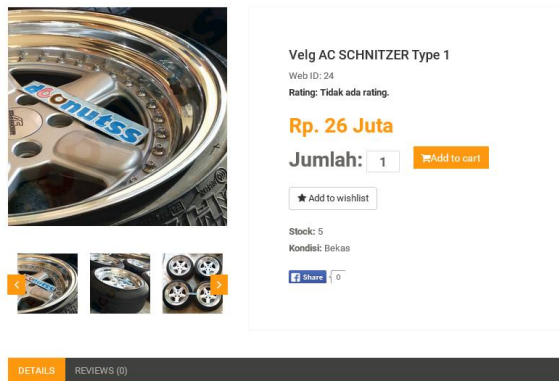 poonutss
Velg AC SCHNITZER Type 1
Web ID: 24
Rating: Tidak ada rating.
Rp. 26 Juta
Jumlah: 1 Add to cart
Add to wishlist
Stock: 5
Kondisi: Bekas
Share 0
DETAILS REVIEWS (0)